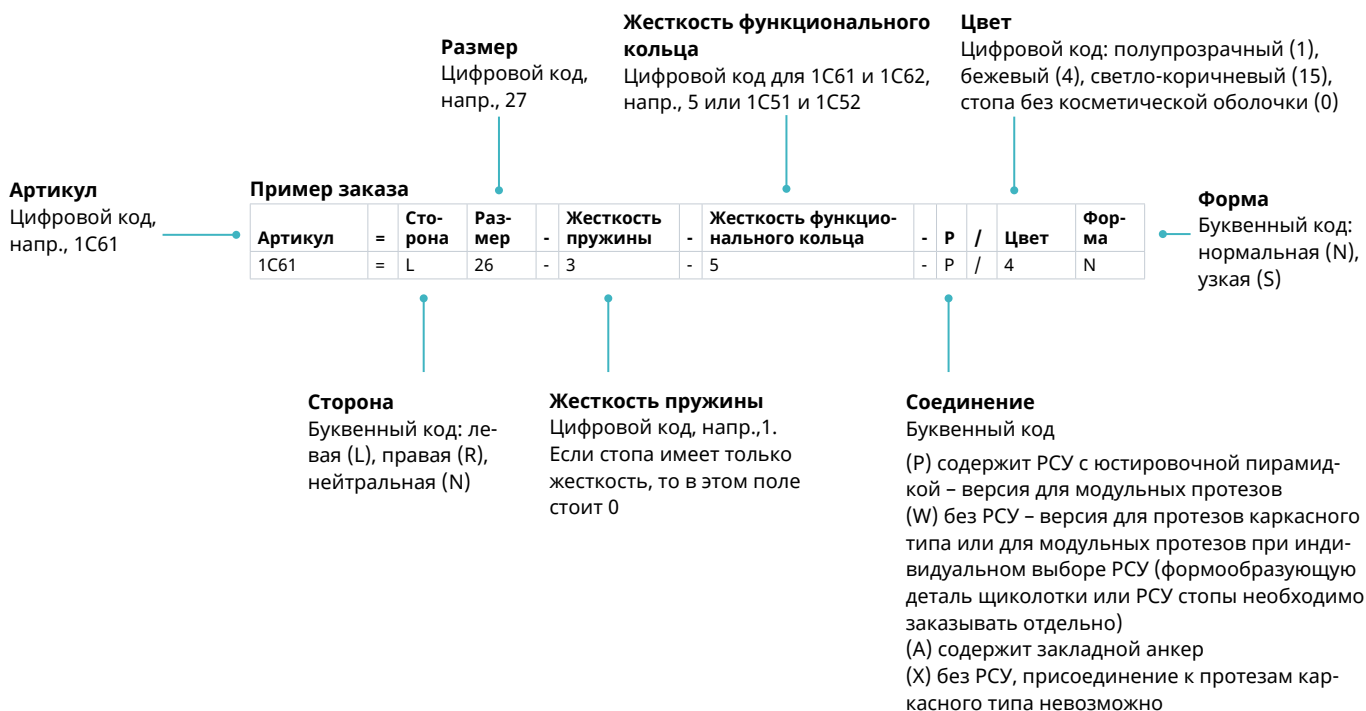 Размер
Цифровой код,
напр., 27
Жесткость функционального
кольца
Цифровой код для 1C61 и 1C62,
напр., 5 или 1C51 и 1C52
Цвет
Цифровой код: полупрозрачный (1),
бежевый (4), светло-коричневый (15),
стопа без косметической оболочки (0)
Артикул
Цифровой код,
напр., 1C61
Пример заказа
Артикул = Сто-рона Раз-мер - Жесткость пружины - Жесткость функцио-нального кольца - P / Цвет Фор-ма
1C61 = L 26 - 3 - 5 - P / 4 N
Форма
Буквенный код:
нормальная (N),
узкая (S)
Сторона
Буквенный код: ле-
вая (L), правая (R),
нейтральная (N)
Жесткость пружины
Цифровой код, напр.,1.
Если стопа имеет только
жесткость, то в этом поле
стоит 0
Соединение
Буквенный код
(P) содержит РСУ с юстировочной пирамид-
кой – версия для модульных протезов
(W) без РСУ – версия для протезов каркасного
типа или для модульных протезов при инди-
видуальном выборе РСУ (формообразующую
деталь щиколотки или РСУ стопы необходимо
заказывать отдельно)
(A) содержит закладной анкер
(X) без РСУ, присоединение к протезам кар-
касного типа невозможно